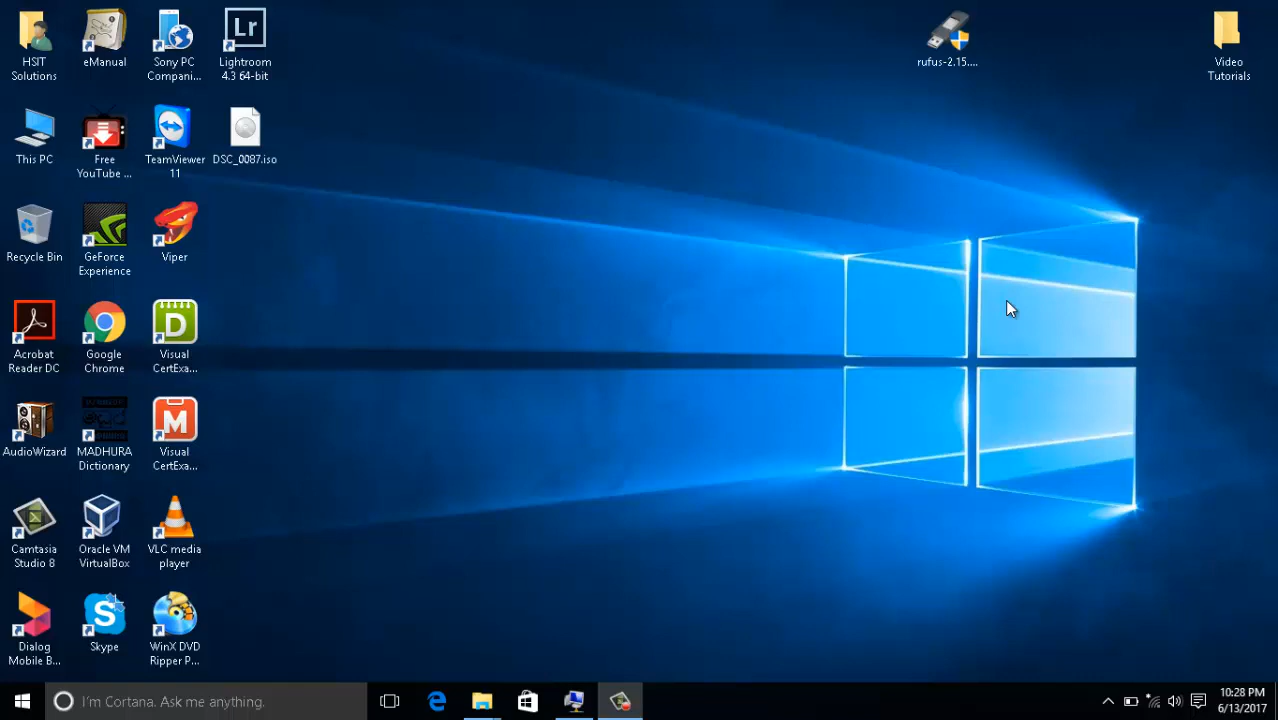 HSIT
Solutions
eManual
Sony PC
Compani...
Lr
Lightroom
4.3 64-bit
rufus-2.15....
Video
Tutorials
This PC
Free
YouTube ...
TeamViewer
11
DSC_0087.iso
Recycle Bin
GeForce
Experience
Viper
Acrobat
Reader DC
Google
Chrome
D
Visual
CertExa...
AudioWizard
MADHURA
Dictionary
M
Visual
CertExa...
Camtasia
Studio 8
Oracle VM
VirtualBox
VLC media
player
Dialog
Mobile B...
S
Skype
WinX DVD
Ripper P...
I'm Cortana. Ask me anything.
10:28 PM
6/13/2017